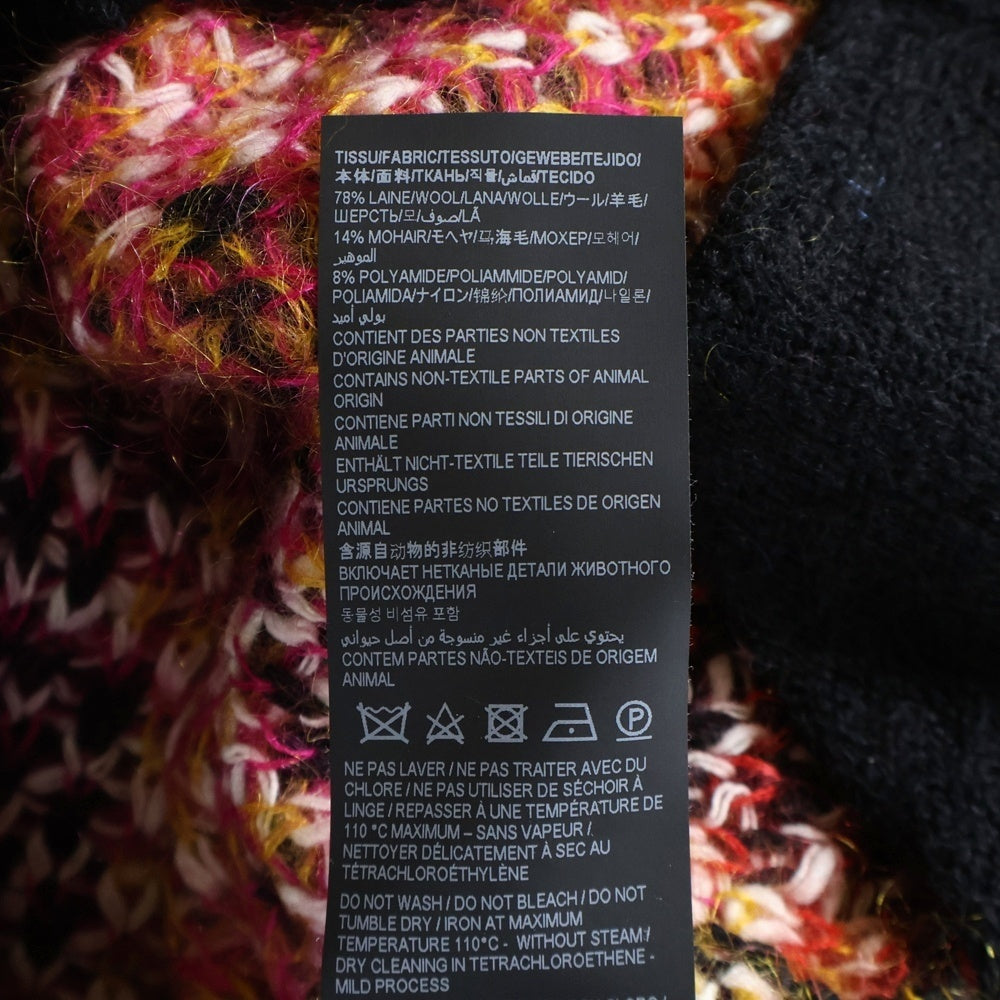 TISSU/FABRIC/TESSUTO/GEWEBE/TEJIDO/
本体/面料/ТКАНЬ/직물/قماش/TECIDO
78% LAINE/WOOL/LANA/WOLLE/ウール/羊毛/
ШЕРСТЬ/모/صوف/LÃ
14% MOHAIR/モヘヤ/马海毛/МОХЕР/모헤어/
الموهير
8% POLYAMIDE/POLIAMMIDE/POLYAMID/
POLIAMIDA/ナイロン/锦纶/ПОЛИАМИД/나일론/
بولي أميد
CONTIENT DES PARTIES NON TEXTILES
D'ORIGINE ANIMALE
CONTAINS NON-TEXTILE PARTS OF ANIMAL
ORIGIN
CONTIENE PARTI NON TESSILI DI ORIGINE
ANIMALE
ENTHÄLT NICHT-TEXTILE TEILE TIERISCHEN
URSPRUNGS
CONTIENE PARTES NO TEXTILES DE ORIGEN
ANIMAL
含源自动物的非纺织部件
ВКЛЮЧАЕТ НЕТКАНЫЕ ДЕТАЛИ ЖИВОТНОГО
ПРОИСХОЖДЕНИЯ
동물성 비섬유 포함
يحتوي على أجزاء غير منسوجة من أصل حيواني
CONTEM PARTES NÃO-TEXTEIS DE ORIGEM
ANIMAL
P
NE PAS LAVER / NE PAS TRAITER AVEC DU
CHLORE / NE PAS UTILISER DE SÉCHOIR À
LINGE / REPASSER À UNE TEMPÉRATURE DE
110 °C MAXIMUM – SANS VAPEUR /
NETTOYER DÉLICATEMENT À SEC AU
TÉTRACHLOROÉTHYLÈNE
DO NOT WASH / DO NOT BLEACH / DO NOT
TUMBLE DRY / IRON AT MAXIMUM
TEMPERATURE 110°C - WITHOUT STEAM /
DRY CLEANING IN TETRACHLOROETHENE -
MILD PROCESS